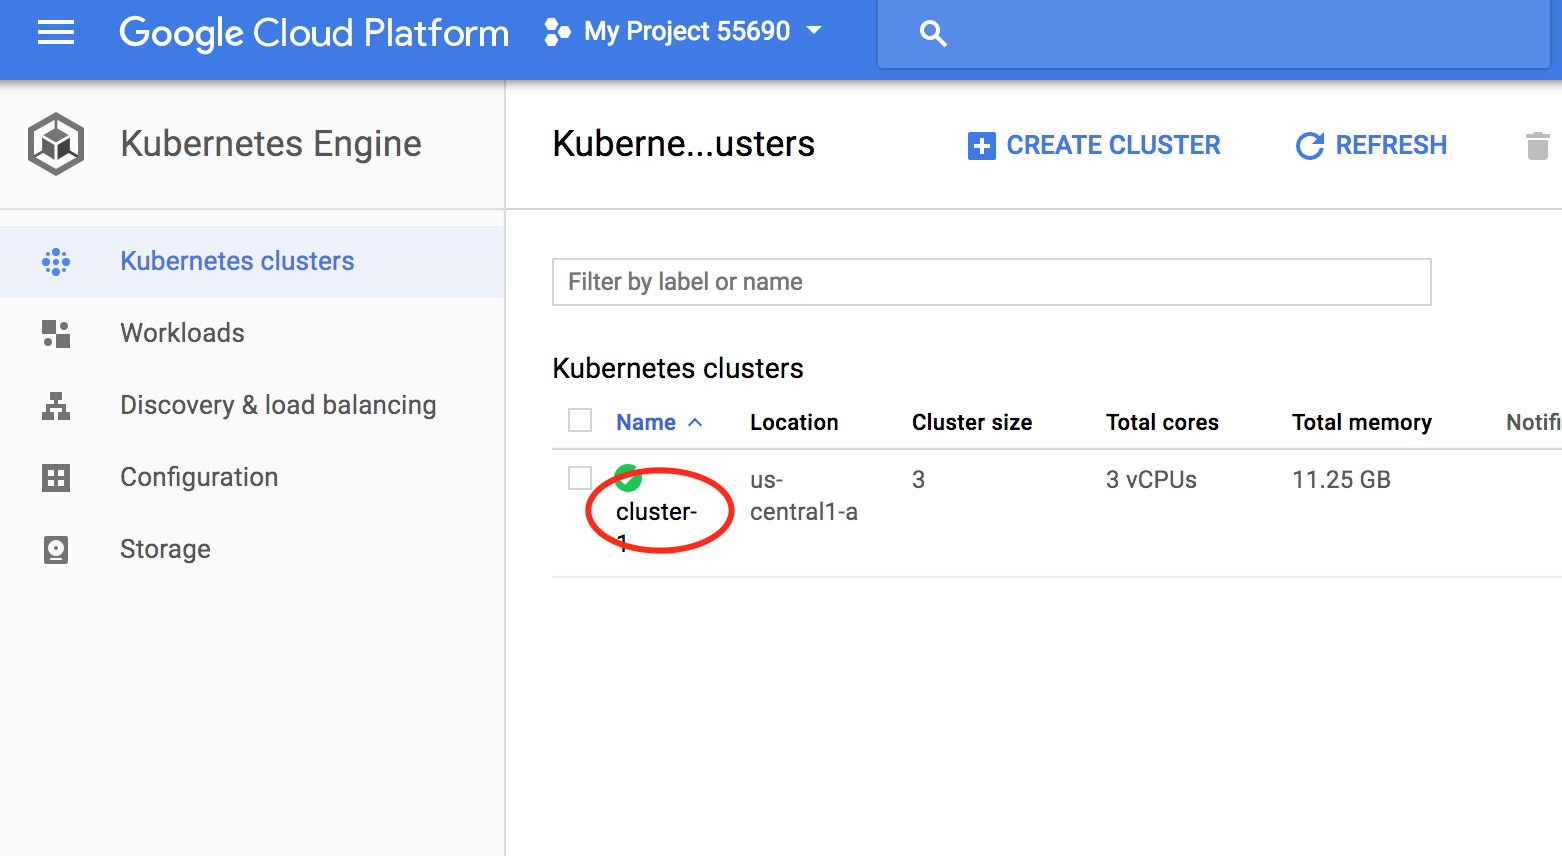 Google Cloud Platform
My Project 55690
Kubernetes Engine
Kuberne...usters
CREATE CLUSTER
REFRESH
Kubernetes clusters
Workloads
Discovery & load balancing
Configuration
Storage
Filter by label or name
Kubernetes clusters
Name Location Cluster size Total cores Total memory Notifi
cluster-
1
us-
central1-a
3
3 vCPUs
11.25 GB